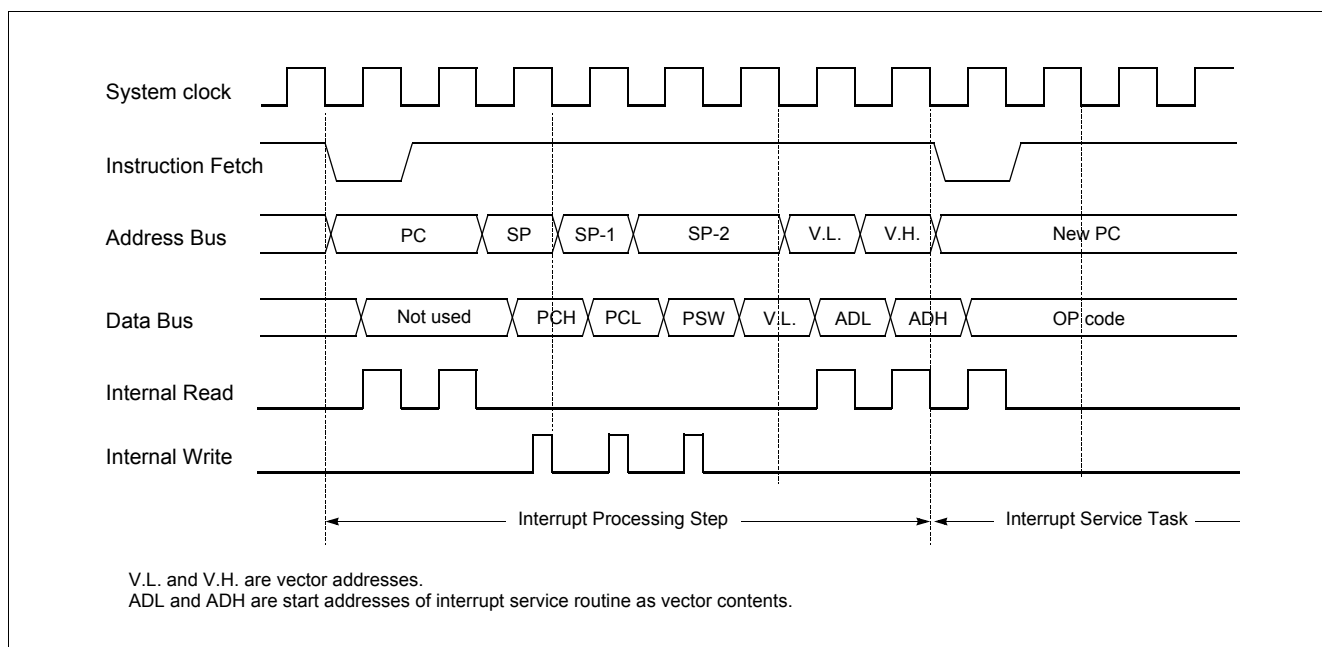 System clock
Instruction Fetch
Address Bus PC SP SP-1 SP-2 V.L. V.H. New PC
Data Bus Not used PCH PCL PSW V.L. ADL ADH OP code
Internal Read
Internal Write
Interrupt Processing Step Interrupt Service Task
V.L. and V.H. are vector addresses.
ADL and ADH are start addresses of interrupt service routine as vector contents.